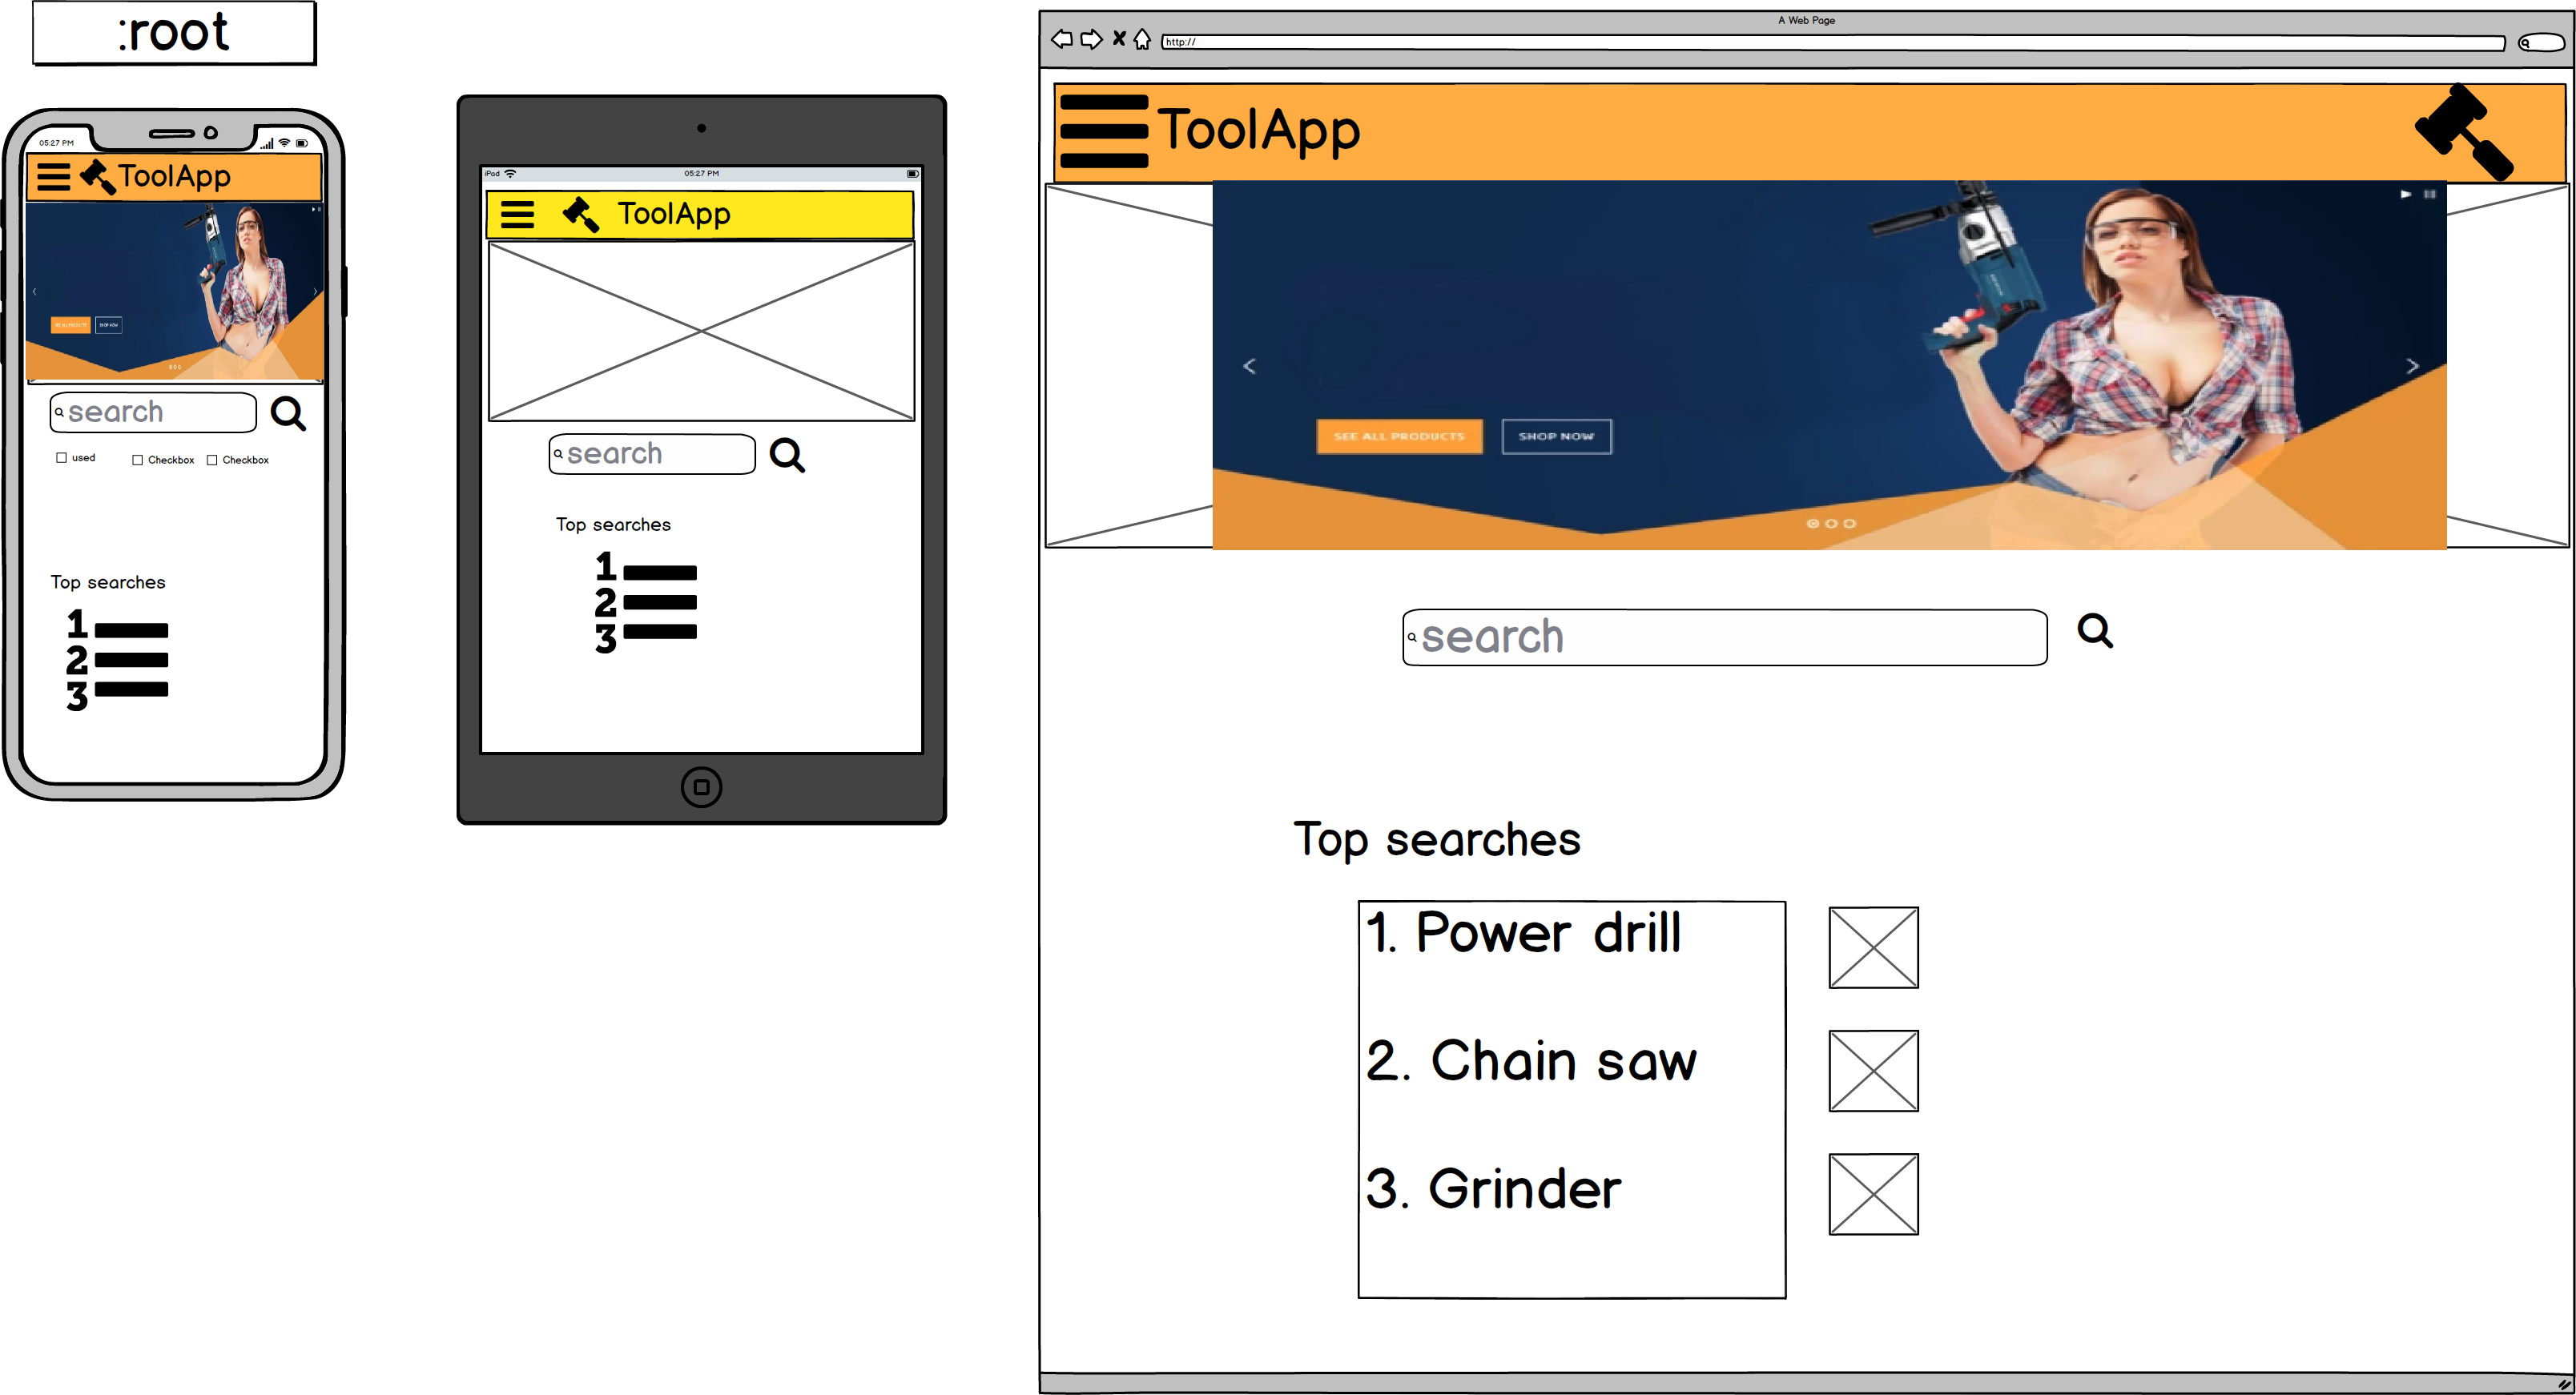 :root
05:27 PM
ToolApp
SEE ALL PRODUCTS
SHOP NOW
search
used
Checkbox
Checkbox
Top searches
1
2
3
iPod
05:27 PM
ToolApp
search
Top searches
1
2
3
A Web Page
http://
ToolApp
SEE ALL PRODUCTS
SHOP NOW
search
Top searches
1. Power drill
2. Chain saw
3. Grinder